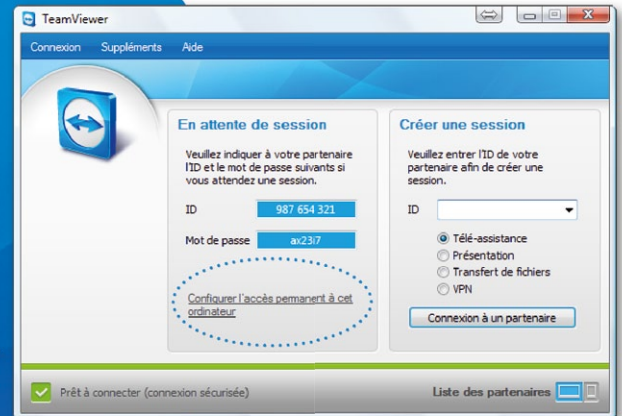 TeamViewer
Connexion Suppléments Aide
En attente de session
Veuillez indiquer à votre partenaire
l'ID et le mot de passe suivants si
vous attendez une session.
ID 987 654 321
Mot de passe ax23i7
Configurer l'accès permanent à cet
ordinateur
Créer une session
Veuillez entrer l'ID de votre
partenaire afin de créer une
session.
ID
Télé-assistance
Présentation
Transfert de fichiers
VPN
Connexion à un partenaire
Prêt à connecter (connexion sécurisée)
Liste des partenaires